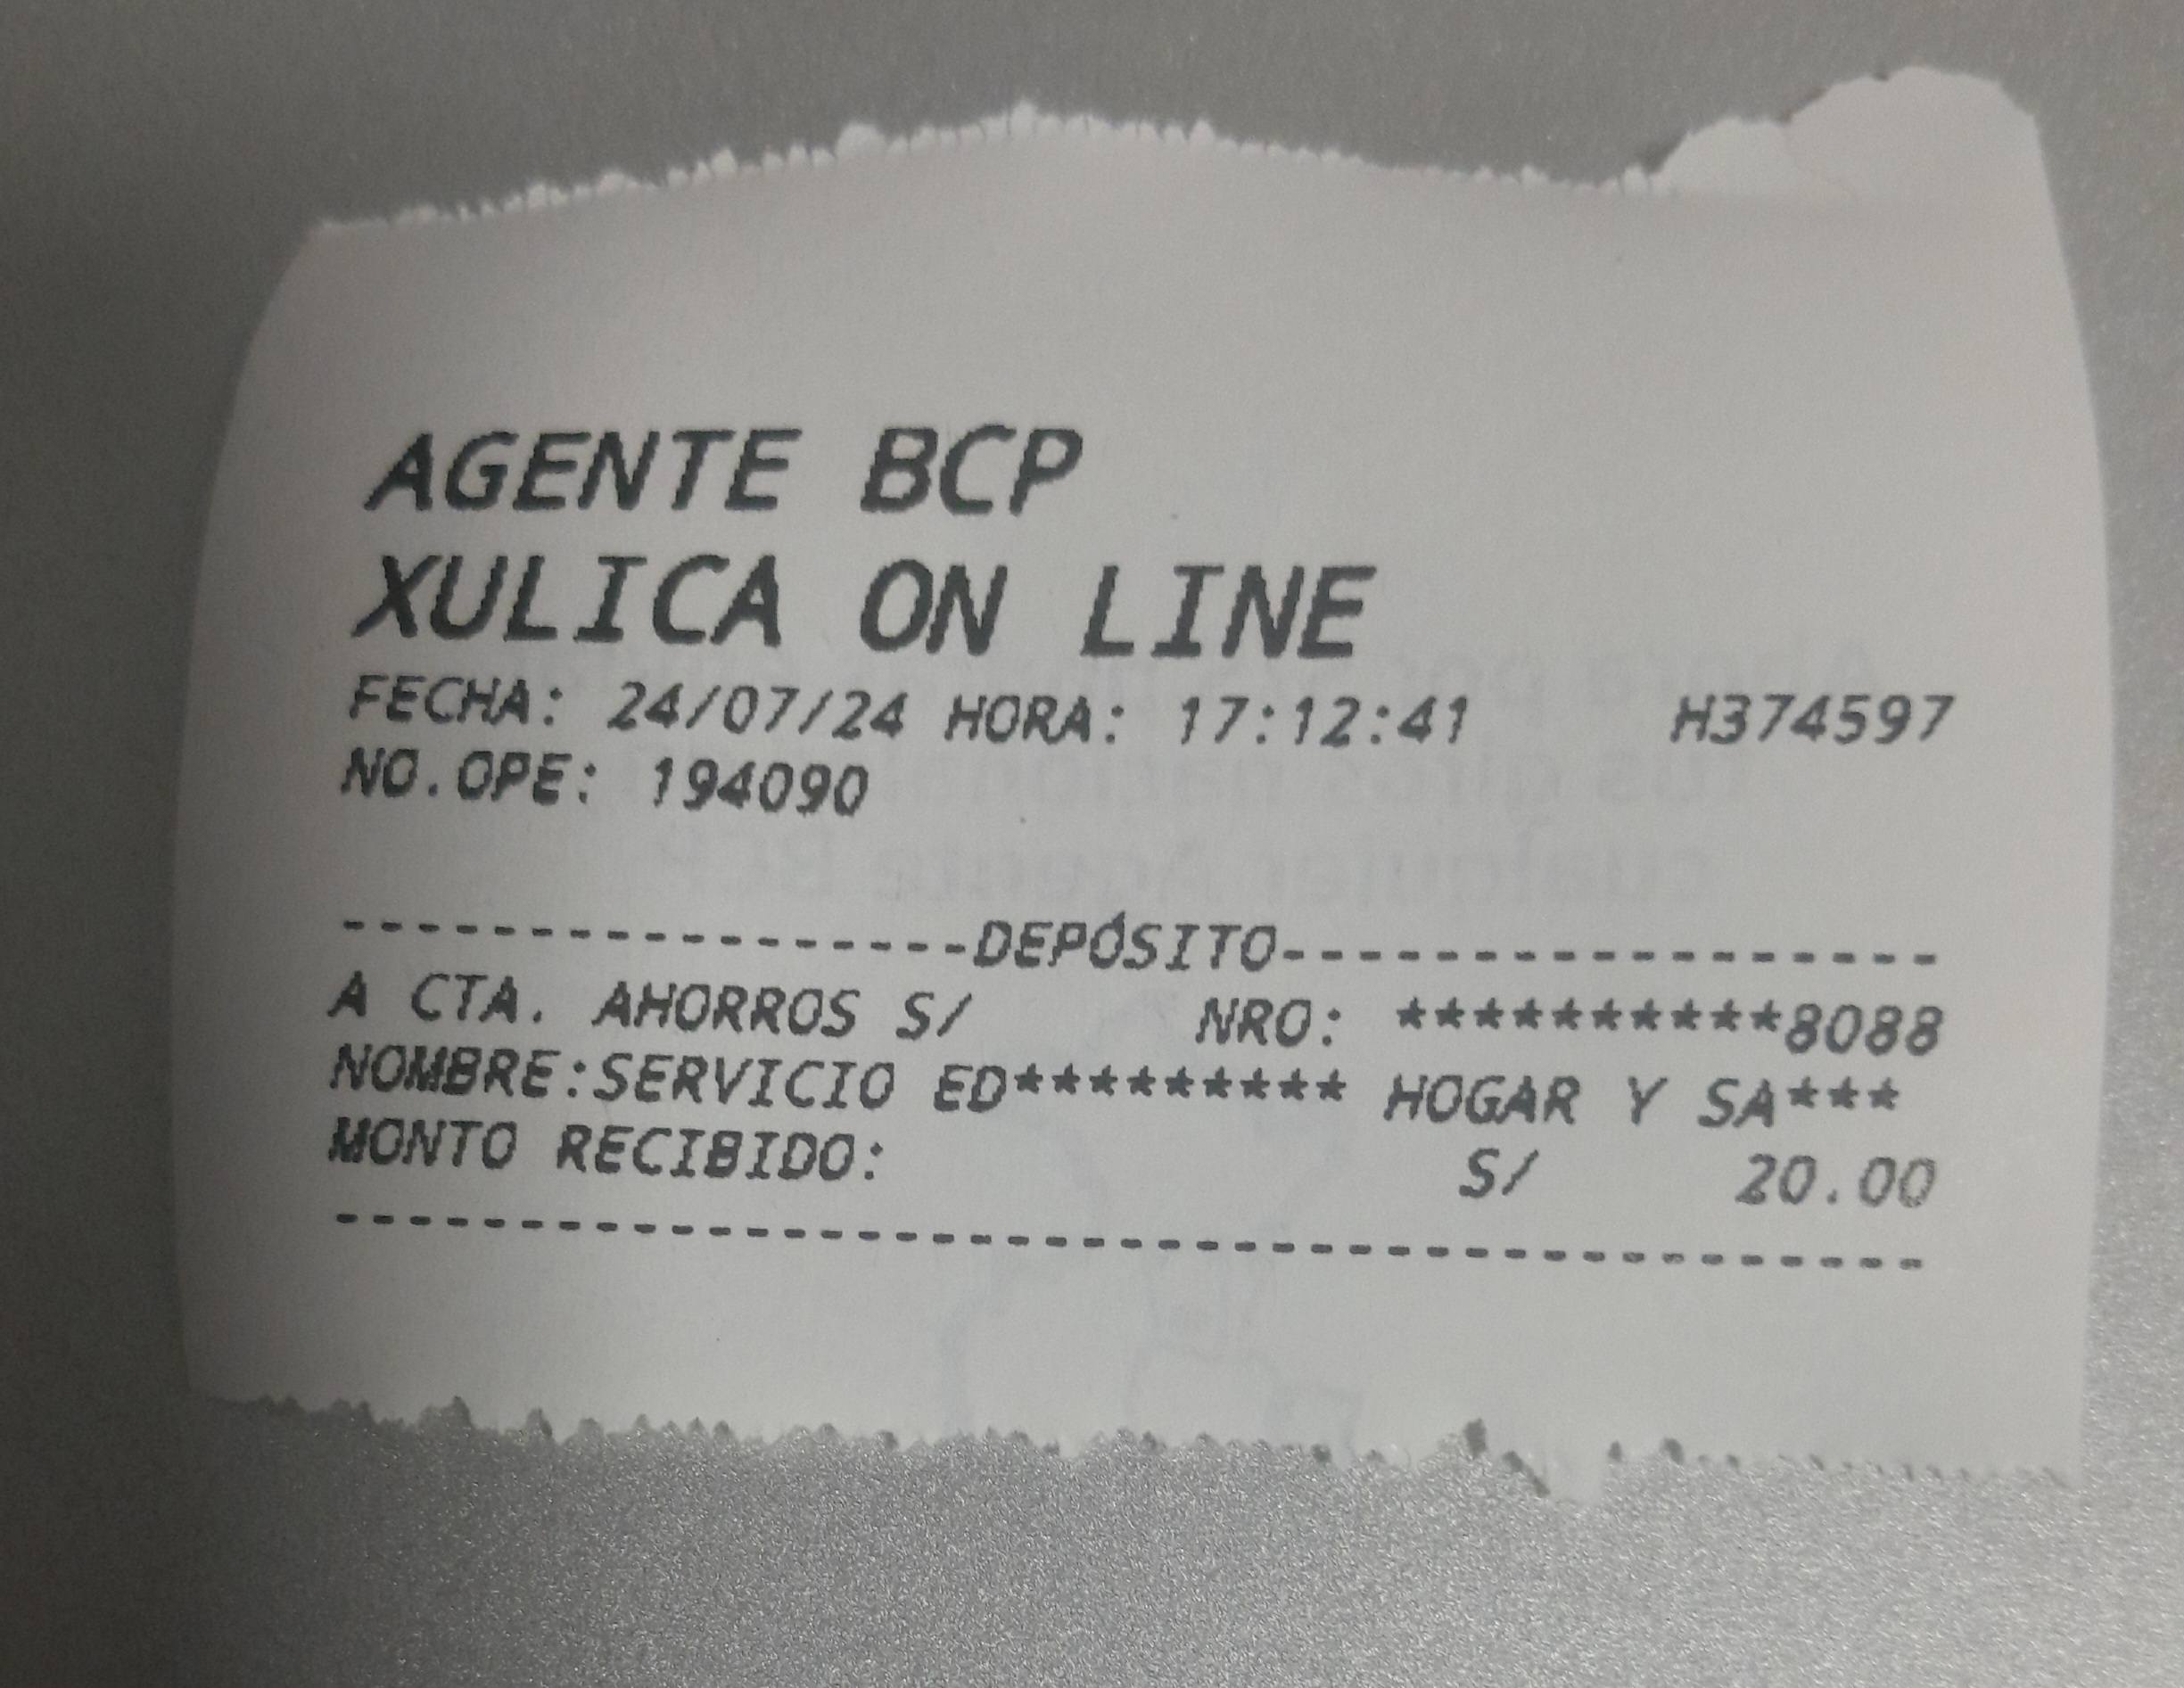 AGENTE BCP
XULICA ON LINE
FECHA: 24/07/24 HORA: 17:12:41 H374597
NO.OPE: 194090
------------------DEPÓSITO------------------
A CTA. AHORROS S/ NRO: **********8088
NOMBRE:SERVICIO ED********* HOGAR Y SA***
MONTO RECIBIDO: S/ 20.00
-------------------------------------------